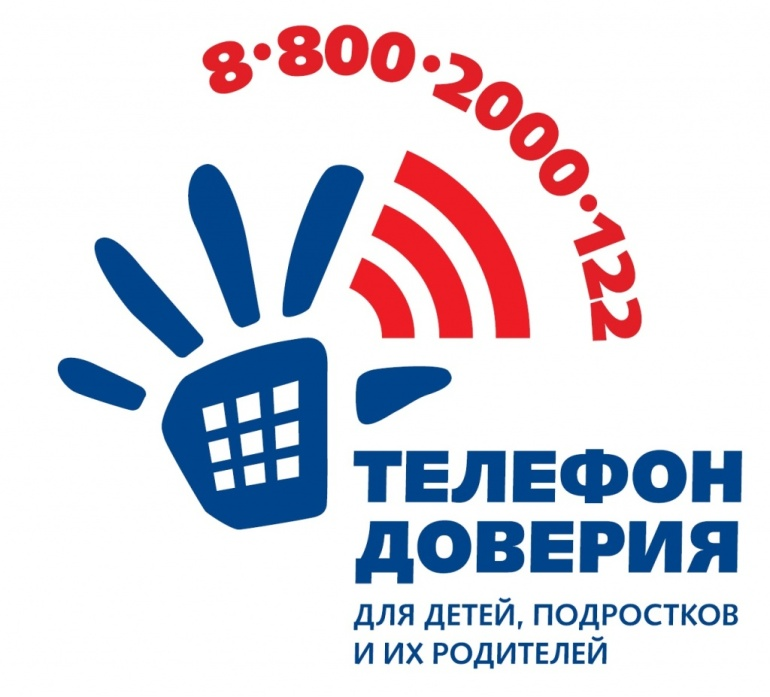 8·800·2000·122
ТЕЛЕФОН
ДОВЕРИЯ
ДЛЯ ДЕТЕЙ, ПОДРОСТКОВ
И ИХ РОДИТЕЛЕЙ